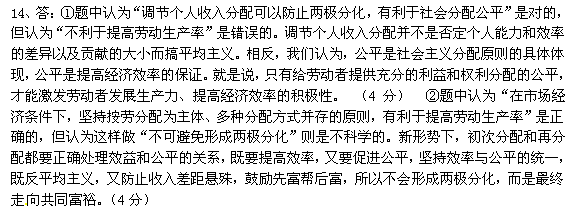 14、答：①题中认为“调节个人收入分配可以防止两极分化，有利于社会分配公平”是对的，
但认为“不利于提高劳动生产率”是错误的。调节个人收入分配并不是否定个人能力和效率
的差异以及贡献的大小而搞平均主义。相反，我们认为，公平是社会主义分配原则的具体体
现，公平是提高经济效率的保证。就是说，只有给劳动者提供充分的利益和权利分配的公平，
才能激发劳动者发展生产力、提高经济效率的积极性。 （4 分） ②题中认为“在市场经
济条件下，坚持按劳分配为主体、多种分配方式并存的原则，有利于提高劳动生产率”是正
确的，但认为这样做“不可避免形成两极分化”则是不科学的。新形势下，初次分配和再分
配都要正确处理效益和公平的关系，既要提高效率，又要促进公平，坚持效率与公平的统一，
既反平均主义，又防止收入差距悬殊，鼓励先富帮后富，所以不会形成两极分化，而是最终
走向共同富裕。（4 分）